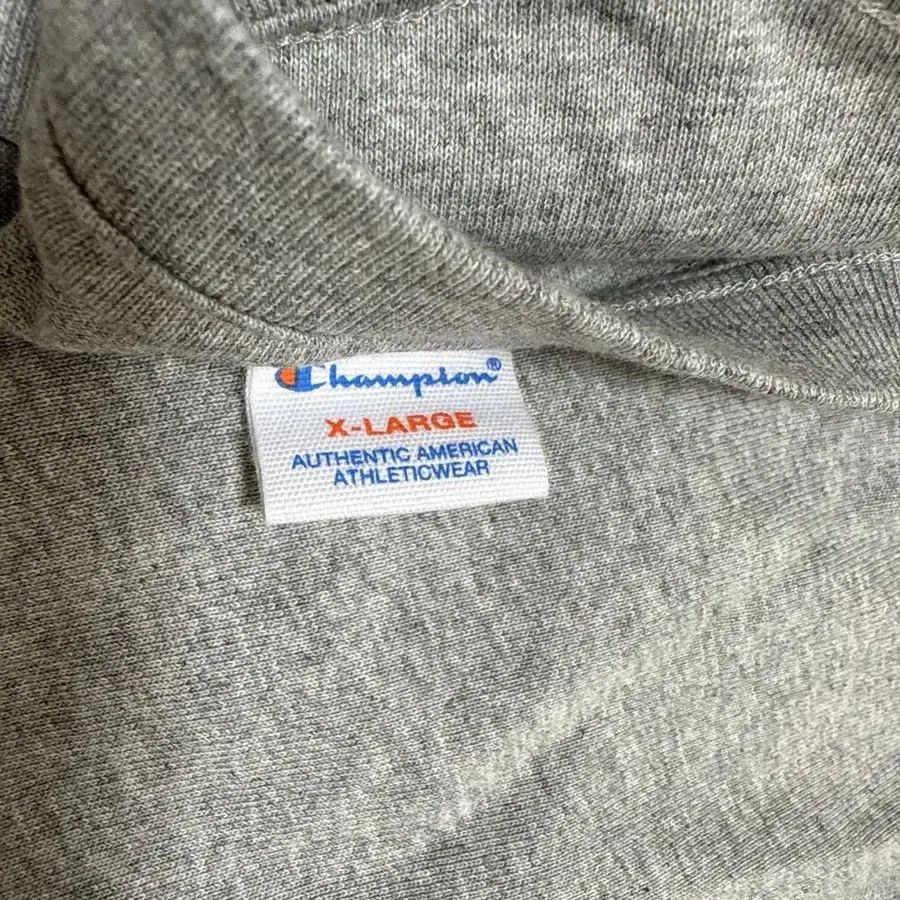 Champion®
X-LARGE
AUTHENTIC AMERICAN
ATHLETICWEAR